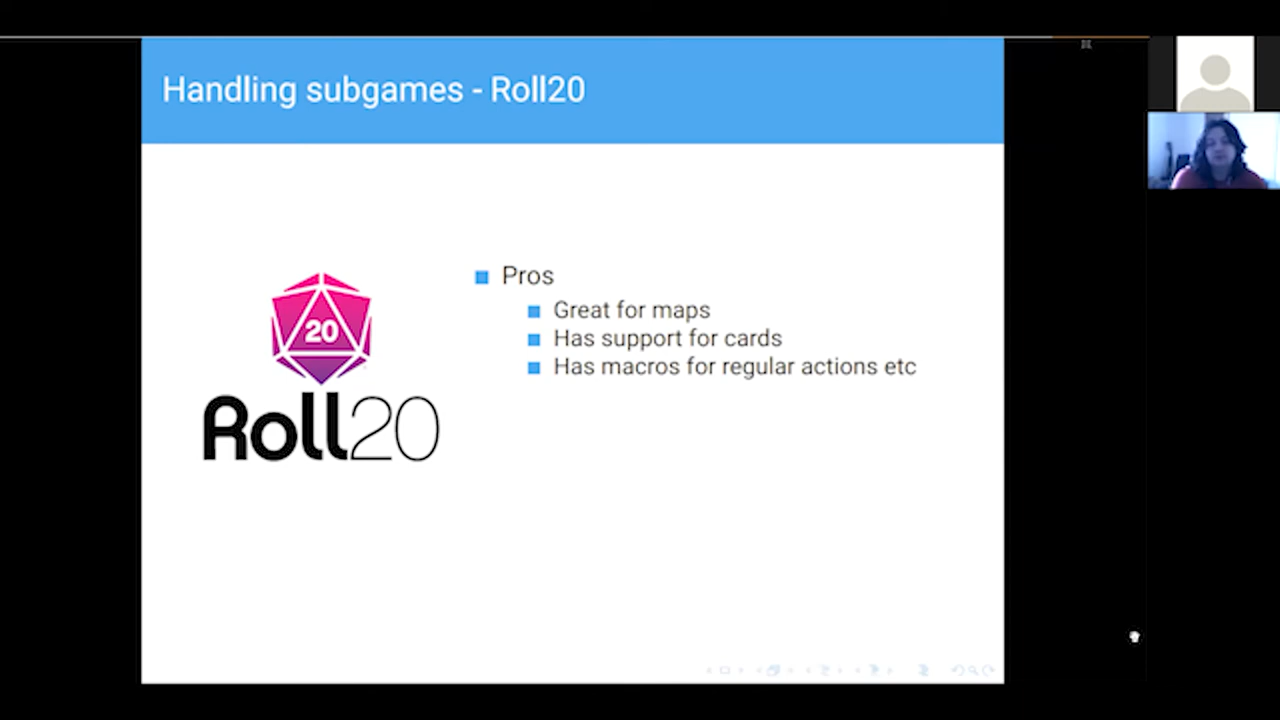 Handling subgames - Roll20
20
Roll20
Pros
Great for maps
Has support for cards
Has macros for regular actions etc